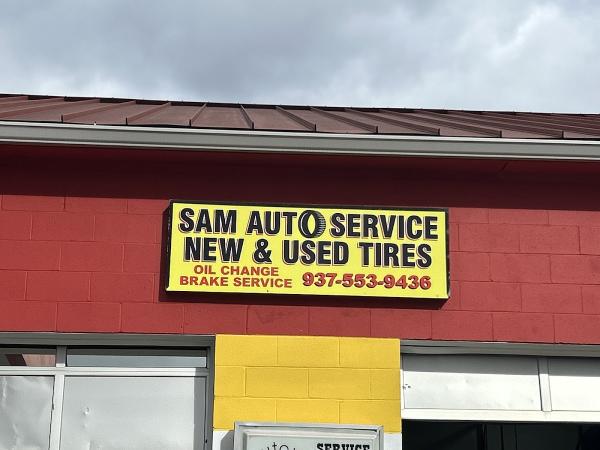 SAM AUTO SERVICE
NEW & USED TIRES
OIL CHANGE
BRAKE SERVICE 937-553-9436
SERVICE